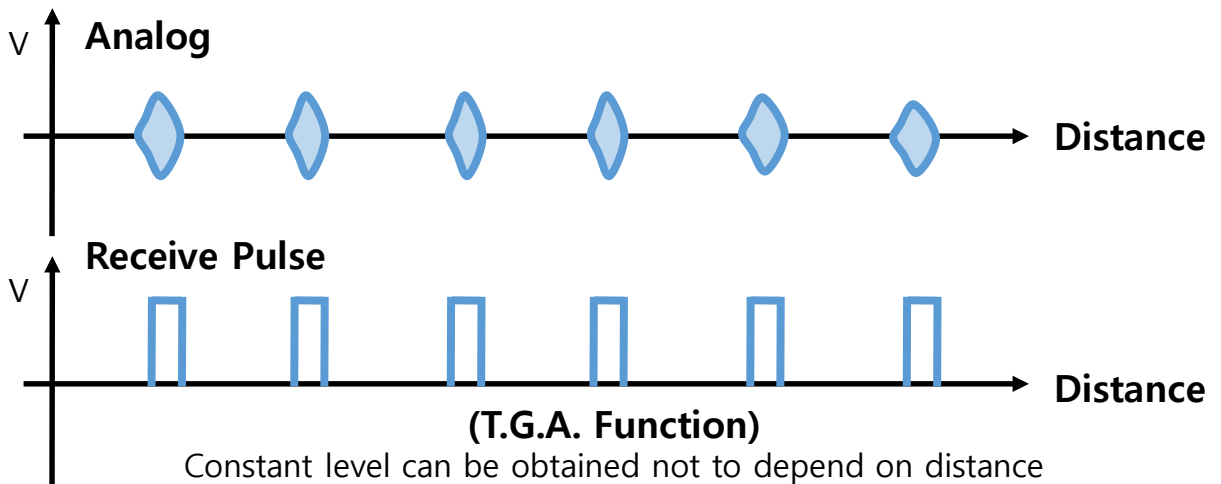 V
Analog
Distance
Receive Pulse
V
Distance
(T.G.A. Function)
Constant level can be obtained not to depend on distance